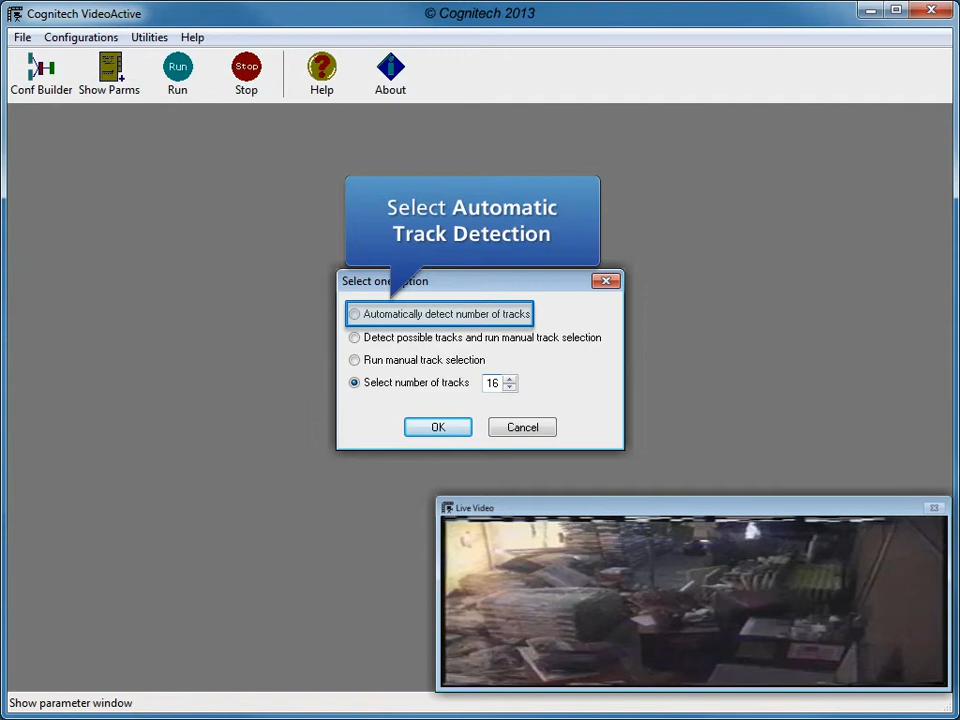 Cognitech VideoActive
© Cognitech 2013
File Configurations Utilities Help
Run Stop
Conf Builder Show Parms Run Stop Help About
Select Automatic
Track Detection
Select one option
Automatically detect number of tracks
Detect possible tracks and run manual track selection
Run manual track selection
Select number of tracks 16
OK Cancel
Live Video
Show parameter window